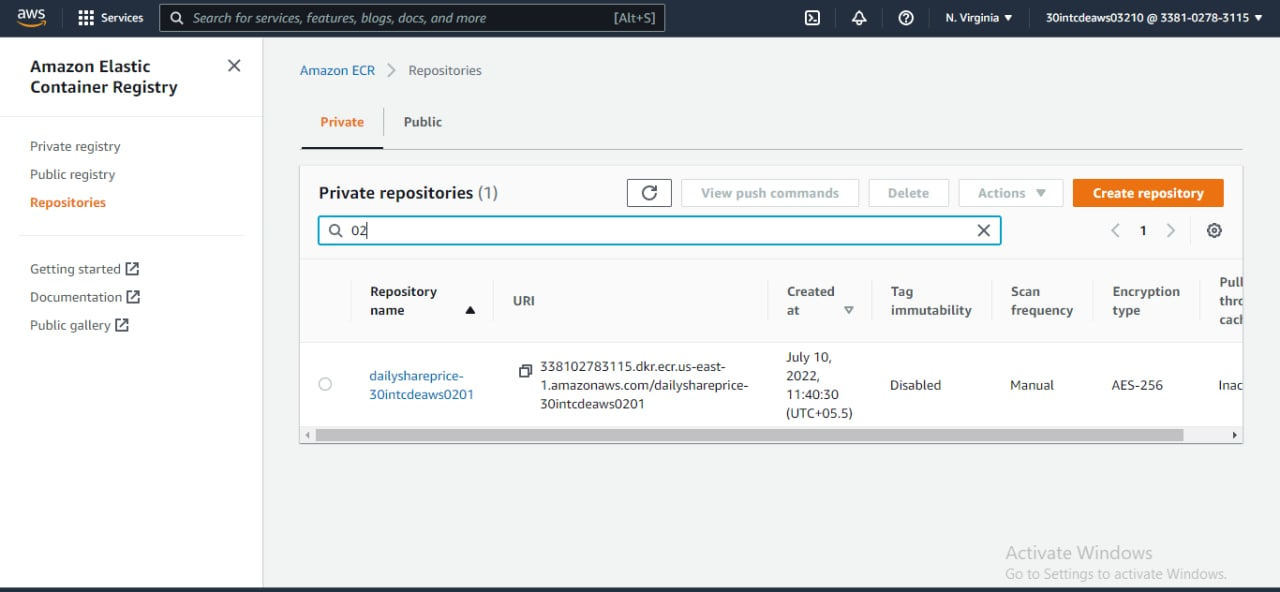 aws
Services
Search for services, features, blogs, docs, and more
[Alt+S]
N. Virginia
30intcdeaws03210 @ 3381-0278-3115
Amazon Elastic
Container Registry
Private registry
Public registry
Repositories
Getting started
Documentation
Public gallery
Amazon ECR
Repositories
Private
Public
Private repositories (1)
View push commands
Delete
Actions
Create repository
02
1
Repository
name
URI
Created
at
Tag
immutability
Scan
frequency
Encryption
type
Pull
thro
cach
dailyshareprice-
30intcdeaws0201
338102783115.dkr.ecr.us-east-
1.amazonaws.com/dailyshareprice-
30intcdeaws0201
July 10,
2022,
11:40:30
(UTC+05.5)
Disabled
Manual
AES-256
Inac
Activate Windows
Go to Settings to activate Windows.